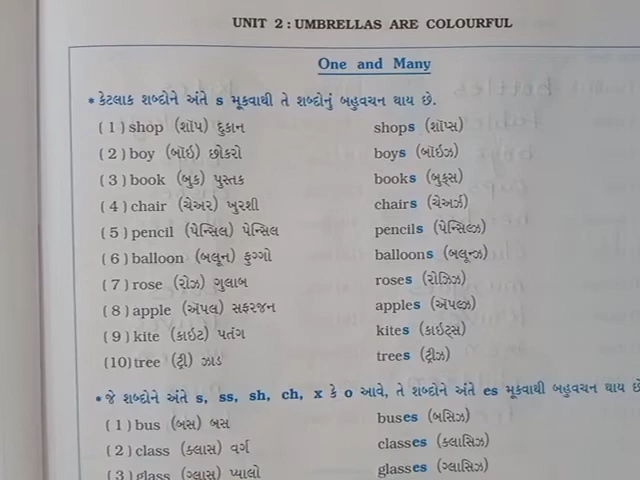 UNIT 2 : UMBRELLAS ARE COLOURFUL
One and Many
* કેટલાક શબ્દોને અંતે s મૂકવાથી તે શબ્દોનું બહુવચન થાય છે.
( 1 ) shop (શૉપ) દુકાન shops (શૉપ્સ)
( 2 ) boy (બૉઇ) છોકરો boys (બૉઇઝ)
( 3 ) book (બુક) પુસ્તક books (બુક્સ)
( 4 ) chair (ચેઅર) ખુરશી chairs (ચેઅર્ઝ)
( 5 ) pencil (પેન્સિલ) પેન્સિલ pencils (પેન્સિલ્ઝ)
( 6 ) balloon (બલૂન) ફુગ્ગો balloons (બલૂન્ઝ)
( 7 ) rose (રોઝ) ગુલાબ roses (રોઝિઝ)
( 8 ) apple (ઍપલ) સફરજન apples (ઍપલ્ઝ)
( 9 ) kite (કાઇટ) પતંગ kites (કાઇટ્સ)
(10) tree (ટ્રી) ઝાડ trees (ટ્રીઝ)
* જે શબ્દોને અંતે s, ss, sh, ch, x કે o આવે, તે શબ્દોને અંતે es મૂકવાથી બહુવચન થાય
( 1 ) bus (બસ) બસ buses (બસિઝ)
( 2 ) class (ક્લાસ) વર્ગ classes (ક્લાસિઝ)
( 3 ) glass (ગ્લાસ) પ્યાલો glasses (ગ્લાસિઝ)